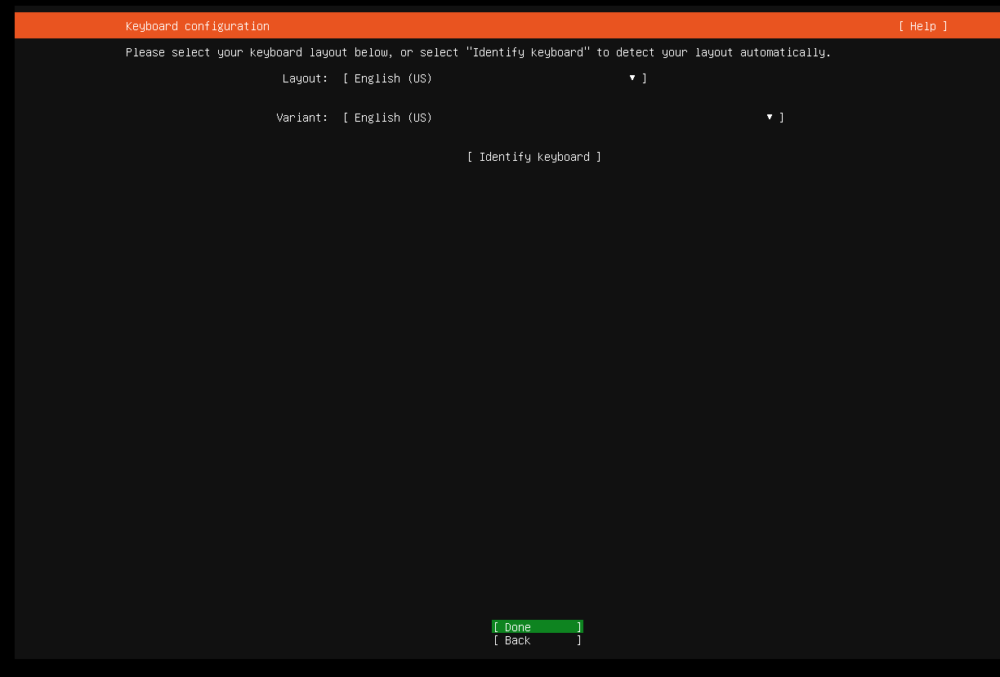 Keyboard configuration [ Help ]
Please select your keyboard layout below, or select "Identify keyboard" to detect your layout automatically.
Layout: [ English (US) ▼ ]
Variant: [ English (US) ▼ ]
[ Identify keyboard ]
[ Done ]
[ Back ]